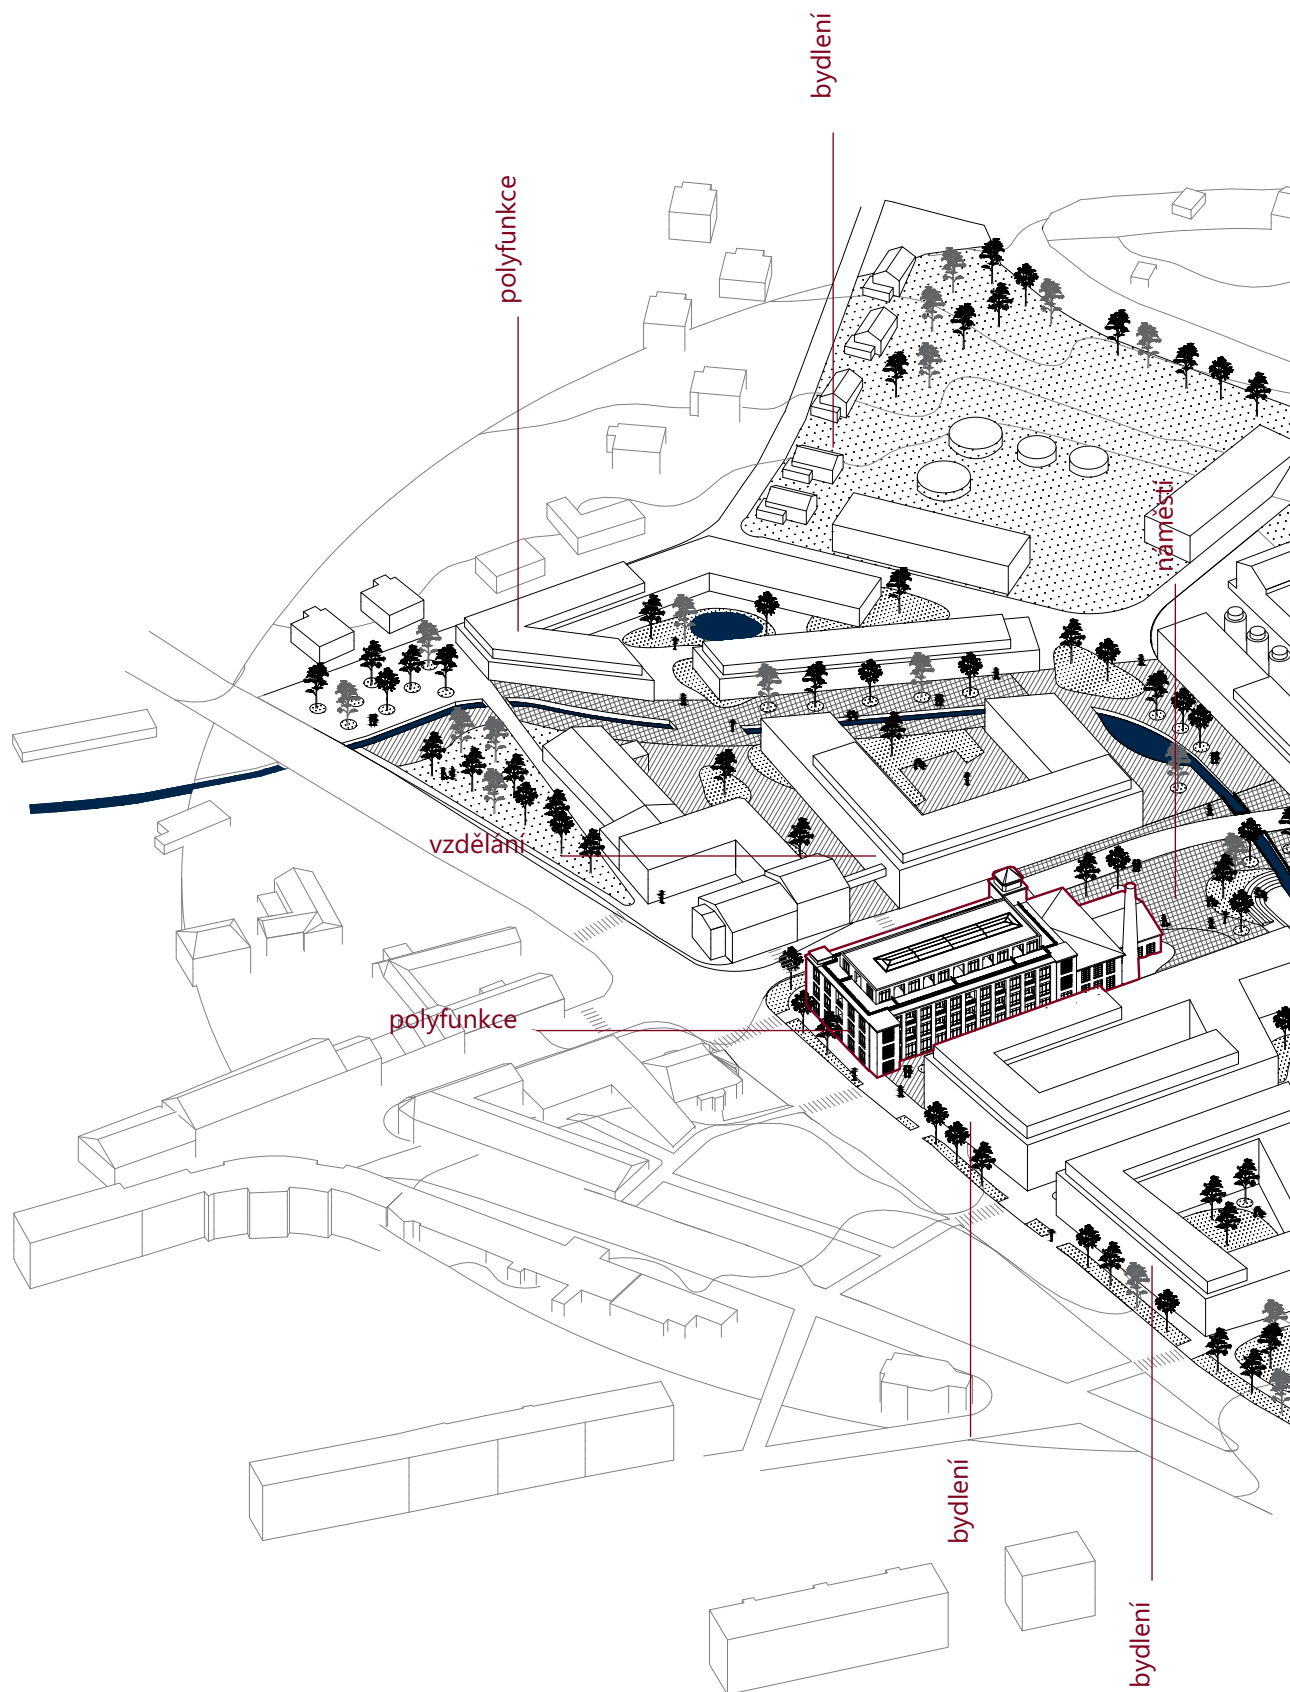 bydlení
polyfunkce
náměstí
vzdělání
polyfunkce
bydlení
bydlení